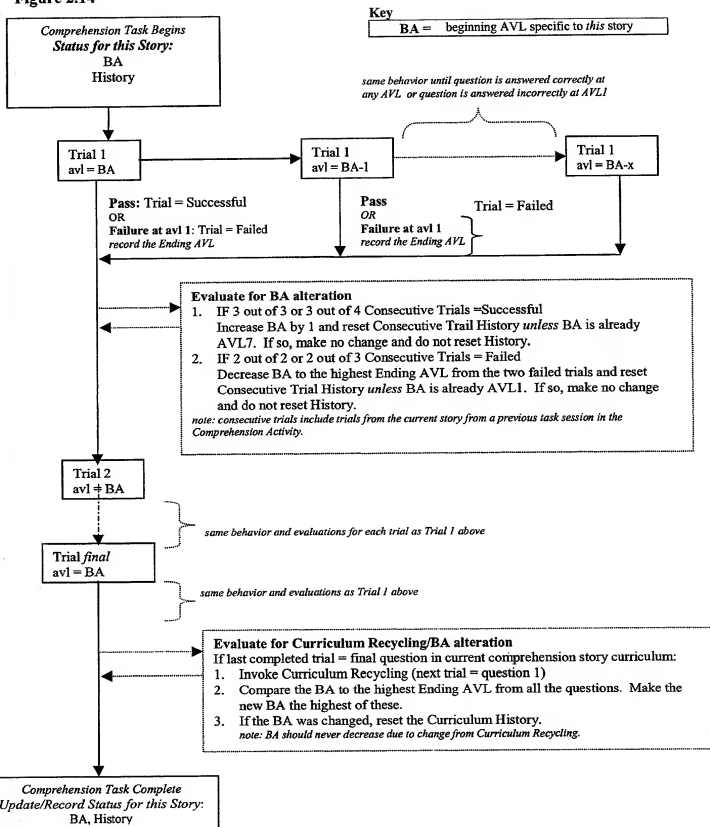 Figure 2.14
Key
BA = beginning AVL specific to this story
Comprehension Task Begins
Status for this Story:
BA
History
same behavior until question is answered correctly at
any AVL or question is answered incorrectly at AVL1
Trial 1
avl = BA
Trial 1
avl = BA-1
Trial 1
avl = BA-x
Pass: Trial = Successful
OR
Failure at avl 1: Trial = Failed
record the Ending AVL
Pass
OR
Failure at avl 1
record the Ending AVL
Trial = Failed
Evaluate for BA alteration
1. IF 3 out of 3 or 3 out of 4 Consecutive Trials =Successful
Increase BA by 1 and reset Consecutive Trail History unless BA is already
AVL7. If so, make no change and do not reset History.
2. IF 2 out of 2 or 2 out of 3 Consecutive Trials = Failed
Decrease BA to the highest Ending AVL from the two failed trials and reset
Consecutive Trial History unless BA is already AVL1. If so, make no change
and do not reset History.
note: consecutive trials include trials from the current story from a previous task session in the
Comprehension Activity.
Trial 2
avl = BA
same behavior and evaluations for each trial as Trial 1 above
Trial final
avl = BA
same behavior and evaluations as Trial 1 above
Evaluate for Curriculum Recycling/BA alteration
If last completed trial = final question in current comprehension story curriculum:
1. Invoke Curriculum Recycling (next trial = question 1)
2. Compare the BA to the highest Ending AVL from all the questions. Make the
new BA the highest of these.
3. If the BA was changed, reset the Curriculum History.
note: BA should never decrease due to change from Curriculum Recycling.
Comprehension Task Complete
Update/Record Status for this Story:
BA, History